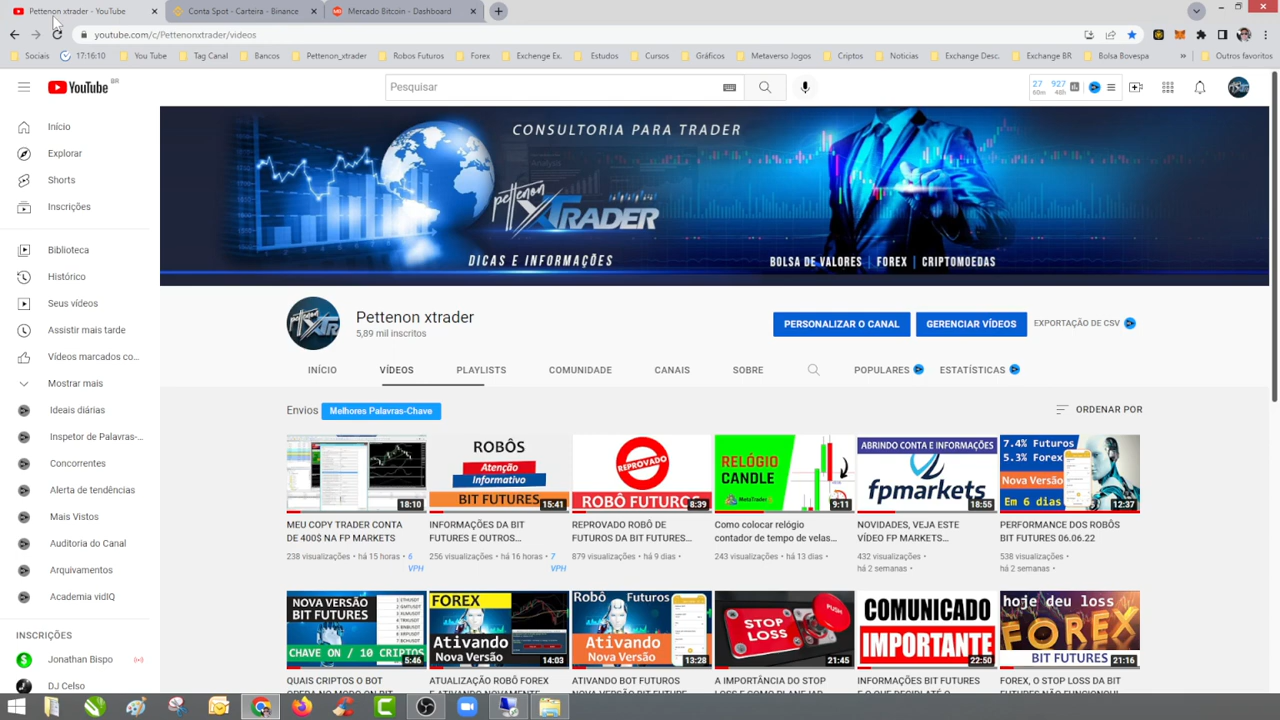 Pettenon xtrader - YouTube
Conta Spot - Carteira - Binance
Mercado Bitcoin - Dashboard
youtube.com/c/Pettenonxtrader/videos
Sociais
17:16:10
You Tube
Tag Canal
Bancos
Pettenon_xtrader
Robos Futuros
Forex
Exchenge Ex.
Estudos
Cursos
Gráficos
Metaverso Jogos
Criptos
Noticias
Exchange Desc.
Exchange BR
Bolsa Bovespa
»
Outros favoritos
YouTube BR
Pesquisar
27 927
60m 48h
Início
Explorar
Shorts
Inscrições
Biblioteca
Histórico
Seus vídeos
Assistir mais tarde
Vídeos marcados co...
Mostrar mais
Ideais diárias
Inspetor de Palavras-...
Concorrentes
Alerta de tendências
Mais Vistos
Auditoria do Canal
Arquivamentos
Academia vidIQ
INSCRIÇÕES
Jonathan Bispo
DJ Celso
CONSULTORIA PARA TRADER
pettenon XTRADER
DICAS E INFORMAÇÕES
BOLSA DE VALORES | FOREX | CRIPTOMOEDAS
Pettenon xtrader
5,89 mil inscritos
PERSONALIZAR O CANAL
GERENCIAR VÍDEOS
EXPORTAÇÃO DE CSV
INÍCIO
VÍDEOS
PLAYLISTS
COMUNIDADE
CANAIS
SOBRE
POPULARES
ESTATÍSTICAS
Envios
Melhores Palavras-Chave
ORDENAR POR
18:10
MEU COPY TRADER CONTA
DE 400$ NA FP MARKETS
238 visualizações • há 15 horas • 6
VPH
ROBÔS
Atenção
Informativo
BIT FUTURES
15:41
INFORMAÇÕES DA BIT
FUTURES E OUTROS...
256 visualizações • há 16 horas • 7
VPH
REPROVADO
ROBÔ FUTUROS
8:39
REPROVADO ROBÔ DE
FUTUROS DA BIT FUTURES...
879 visualizações • há 9 dias •
RELÓGIO
CANDLE
MetaTrader
9:11
Como colocar relógio
contador de tempo de velas...
243 visualizações • há 13 dias •
ABRINDO CONTA E INFORMAÇÕES
fpmarkets
18:55
NOVIDADES, VEJA ESTE
VÍDEO FP MARKETS...
432 visualizações •
há 2 semanas •
7.4% Futuros
5.3% Forex
Nova Versão
Em 6 dias
12:37
PERFORMANCE DOS ROBÔS
BIT FUTURES 06.06.22
538 visualizações •
há 2 semanas •
NOVA VERSÃO
BIT FUTURES
CHAVE ON / 10 CRIPTOS
5:46
QUAIS CRIPTOS O BOT
FOREX
Ativando
Nova Versão
14:03
ATUALIZAÇÃO ROBÔ FOREX
Robô Futuros
Ativando
Nova Versão
13:28
ATIVANDO BOT FUTUROS
STOP
LOSS
PUSH
21:45
A IMPORTÂNCIA DO STOP
COMUNICADO
IMPORTANTE
22:50
INFORMAÇÕES BIT FUTURES
hoje deu loss
FOREX
BIT FUTURES
21:16
FOREX, O STOP LOSS DA BIT